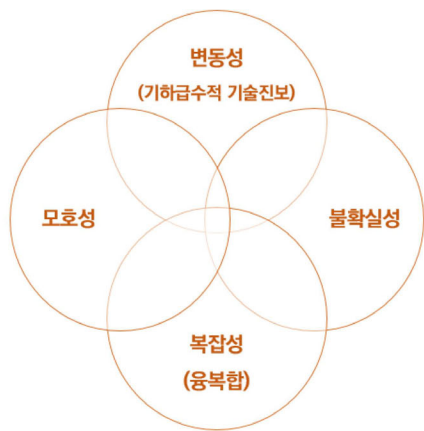 변동성
(기하급수적 기술진보)
모호성
불확실성
복잡성
(융복합)